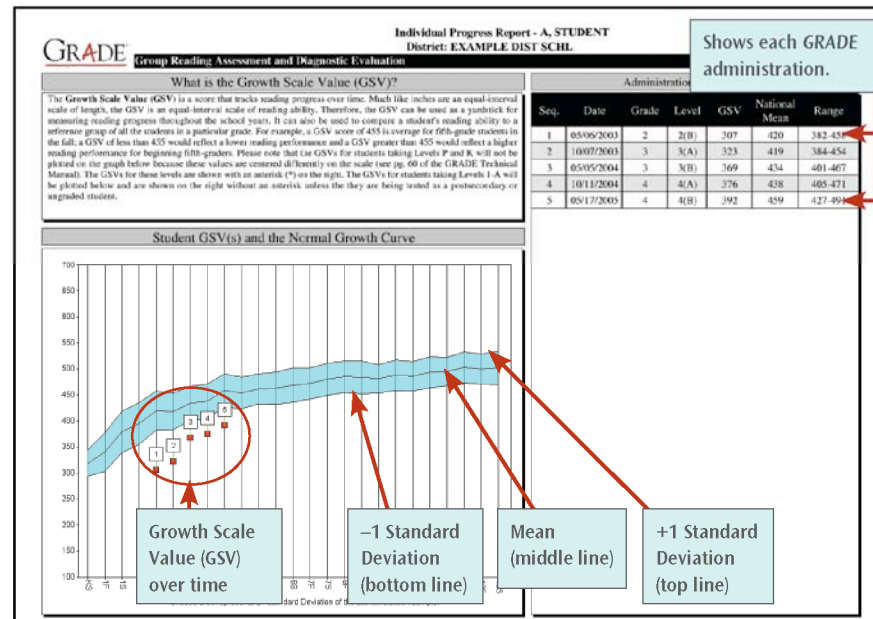 Individual Progress Report - A, STUDENT
District: EXAMPLE DIST SCHL
GRADE
Group Reading Assessment and Diagnostic Evaluation
Shows each GRADE
administration.
What is the Growth Scale Value (GSV)?
The Growth Scale Value (GSV) is a score that tracks reading progress over time. Much like inches are an equal-interval
scale of length, the GSV is an equal-interval scale of reading ability. Therefore, the GSV can be used as a yardstick for
measuring reading progress throughout the school years. It can also be used to compare a student's reading ability to a
reference group of all the students in a particular grade. For example, a GSV score of 455 is average for fifth-grade students in
the fall; a GSV of less than 455 would reflect a lower reading performance and a GSV greater than 455 would reflect a higher
reading performance for beginning fifth-graders. Please note that the GSVs for students taking Levels P and K will not be
plotted on the graph below because these values are centered differently on the scale (see pg. 60 of the GRADE Technical
Manual). The GSVs for these levels are shown with an asterisk (*) on the right. The GSVs for students taking Levels 1-A will
be plotted below and are shown on the right without an asterisk unless the they are being tested as a postsecondary or
ungraded student.
Administration
Seq. Date Grade Level GSV National Mean Range
1 05/06/2003 2 2(B) 307 420 382-458
2 10/07/2003 3 3(A) 323 419 384-454
3 05/05/2004 3 3(B) 369 434 401-467
4 10/11/2004 4 4(A) 376 438 405-471
5 05/17/2005 4 4(B) 392 459 427-491
Student GSV(s) and the Normal Growth Curve
700
650
600
550
500
450
400
350
300
250
200
150
100
1
2
3
4
5
Growth Scale
Value (GSV)
over time
–1 Standard
Deviation
(bottom line)
Mean
(middle line)
+1 Standard
Deviation
(top line)
KS 1F 1S
8S 7F 7S
ndard Deviation of